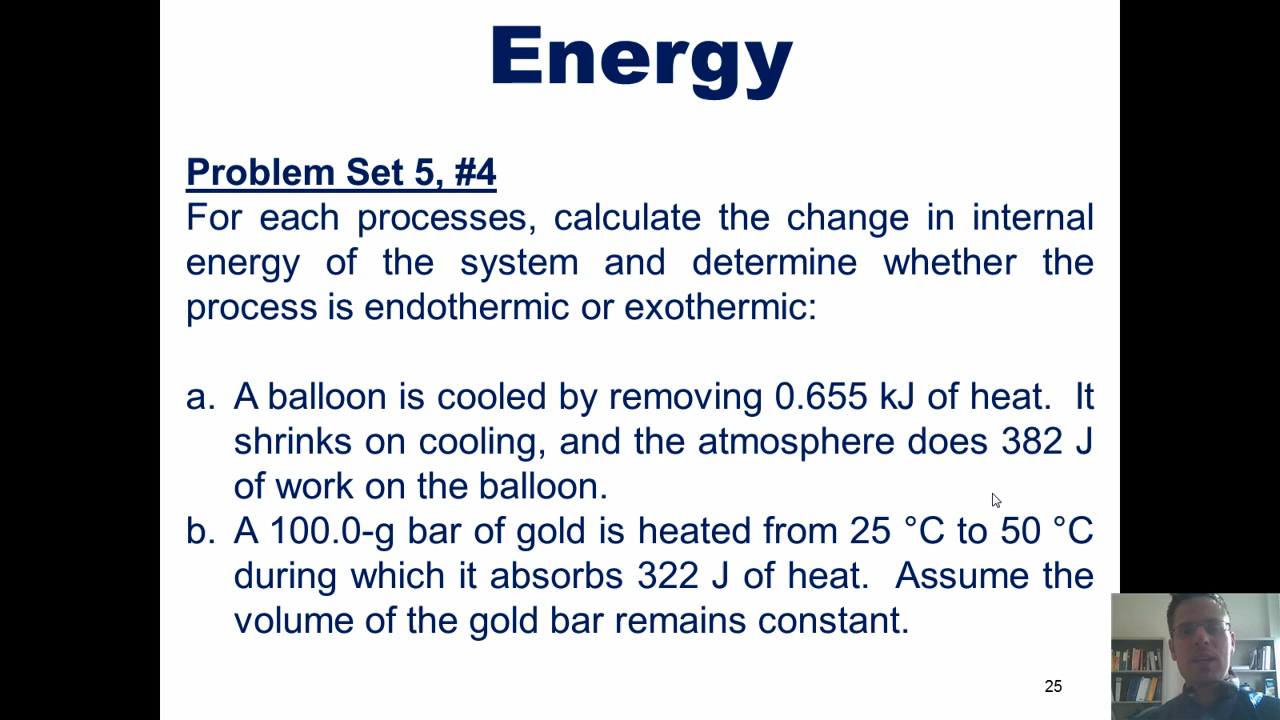 Energy
Problem Set 5, #4
For each processes, calculate the change in internal
energy of the system and determine whether the
process is endothermic or exothermic:
a. A balloon is cooled by removing 0.655 kJ of heat. It
shrinks on cooling, and the atmosphere does 382 J
of work on the balloon.
b. A 100.0-g bar of gold is heated from 25 °C to 50 °C
during which it absorbs 322 J of heat. Assume the
volume of the gold bar remains constant.
25